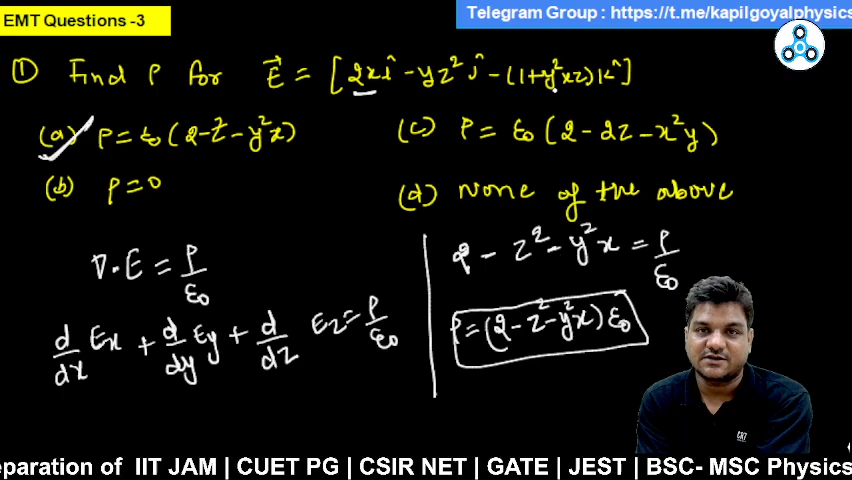 EMT Questions -3
Telegram Group : https://t.me/kapilgoyalphysics
① Find ρ for E⃗ = [2xî - yz²ĵ - (1+y²xz)k̂]
(a) ρ = ε₀(2-z²-y²x)
(c) ρ = ε₀(2-2z-x²y)
(b) ρ=0
(d) None of the above
∇·E = ρ/ε₀
d/dx Ex + d/dy Ey + d/dz Ez = ρ/ε₀
2 - z² - y²x = ρ/ε₀
ρ=(2-z²-y²x)ε₀
eparation of IIT JAM | CUET PG | CSIR NET | GATE | JEST | BSC- MSC Physics